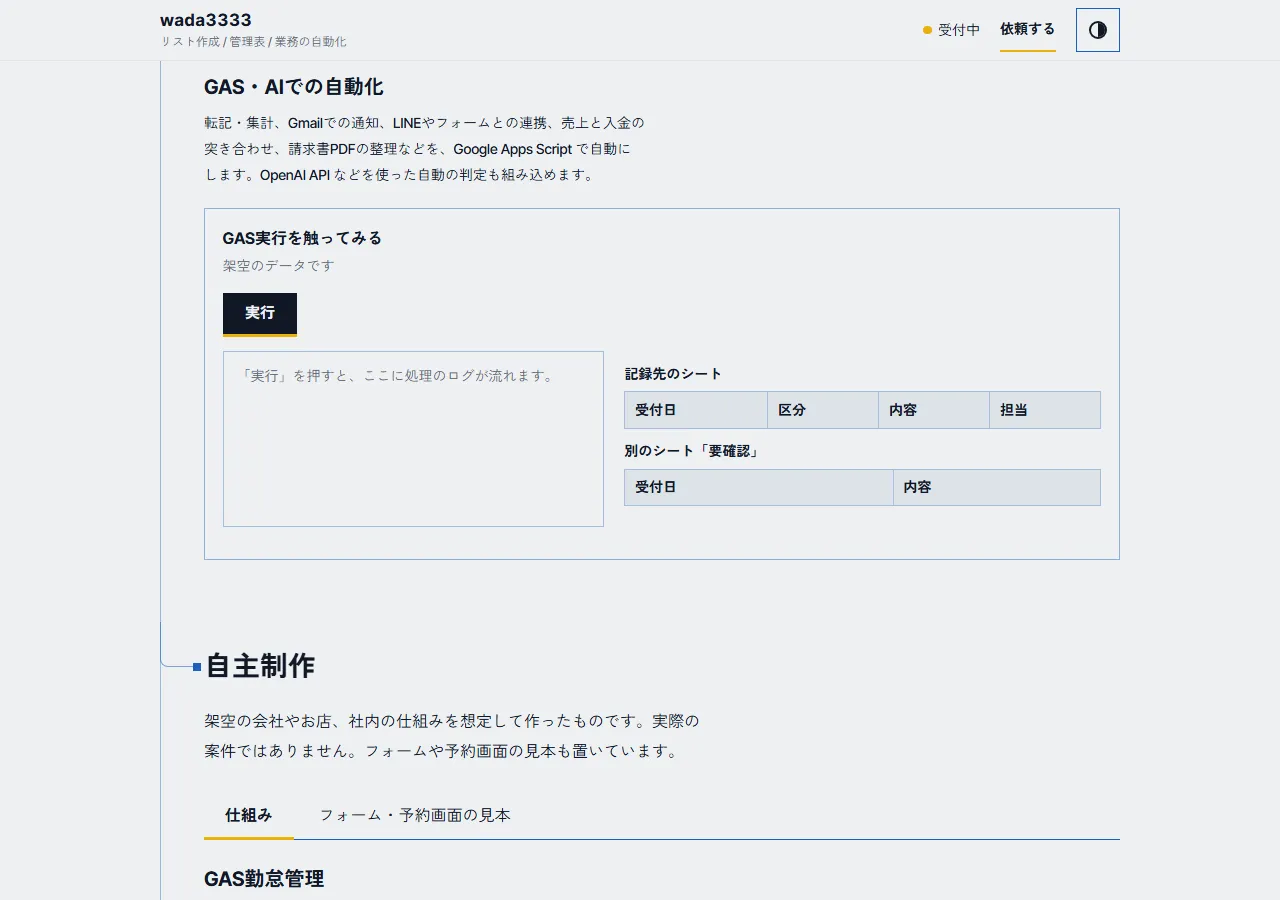 wada3333
リスト作成 / 管理表 / 業務の自動化
受付中
依頼する
GAS・AIでの自動化
転記・集計、Gmailでの通知、LINEやフォームとの連携、売上と入金の
突き合わせ、請求書PDFの整理などを、Google Apps Script で自動に
します。OpenAI API などを使った自動の判定も組み込めます。
GAS実行を触ってみる
架空のデータです
実行
「実行」を押すと、ここに処理のログが流れます。
記録先のシート
受付日 区分 内容 担当
別のシート「要確認」
受付日 内容
自主制作
架空の会社やお店、社内の仕組みを想定して作ったものです。実際の
案件ではありません。フォームや予約画面の見本も置いています。
仕組み フォーム・予約画面の見本
GAS勤怠管理